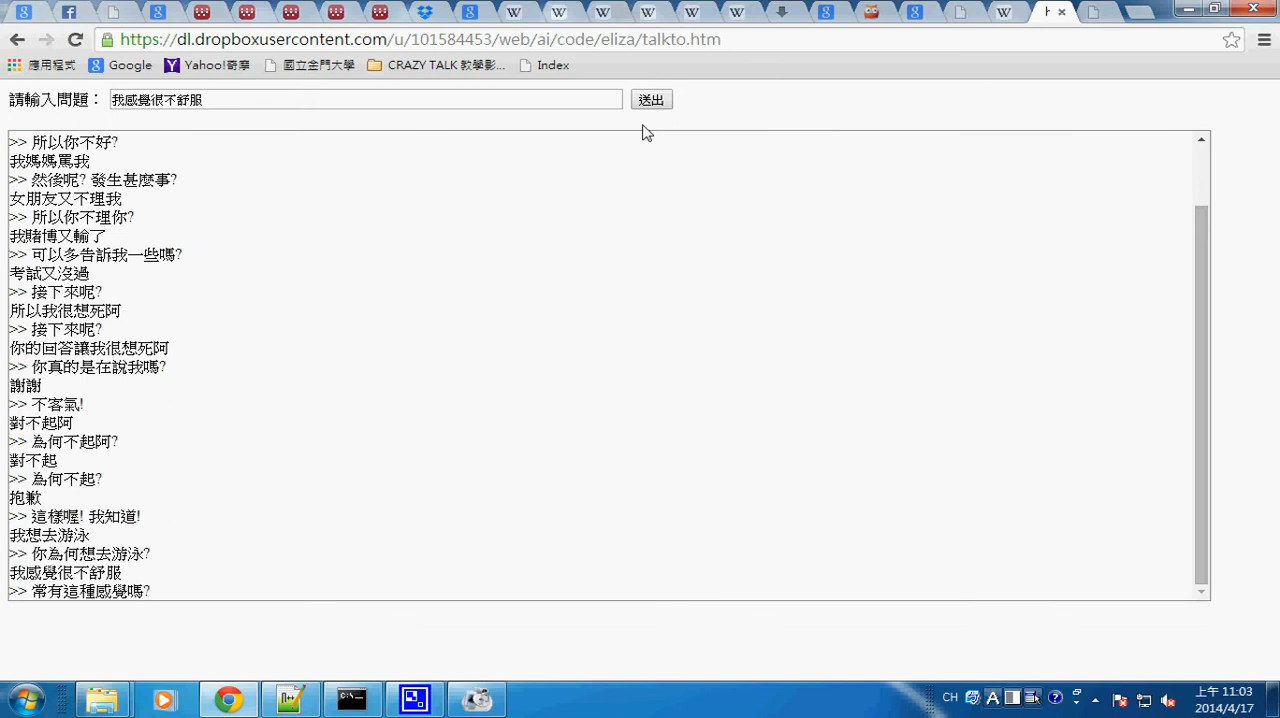 https://dl.dropboxusercontent.com/u/101584453/web/ai/code/eliza/talkto.htm
應用程式 Google Yahoo!奇摩 國立金門大學 CRAZY TALK 教學影... Index
請輸入問題： 我感覺很不舒服 送出
>> 所以你不好?
我媽媽罵我
>> 然後呢? 發生甚麼事?
女朋友又不理我
>> 所以你不理你?
我賭博又輸了
>> 可以多告訴我一些嗎?
考試又沒過
>> 接下來呢?
所以我很想死阿
>> 接下來呢?
你的回答讓我很想死阿
>> 你真的是在說我嗎?
謝謝
>> 不客氣!
對不起阿
>> 為何不起阿?
對不起
>> 為何不起?
抱歉
>> 這樣喔! 我知道!
我想去游泳
>> 你為何想去游泳?
我感覺很不舒服
>> 常有這種感覺嗎?
CH
上午 11:03
2014/4/17